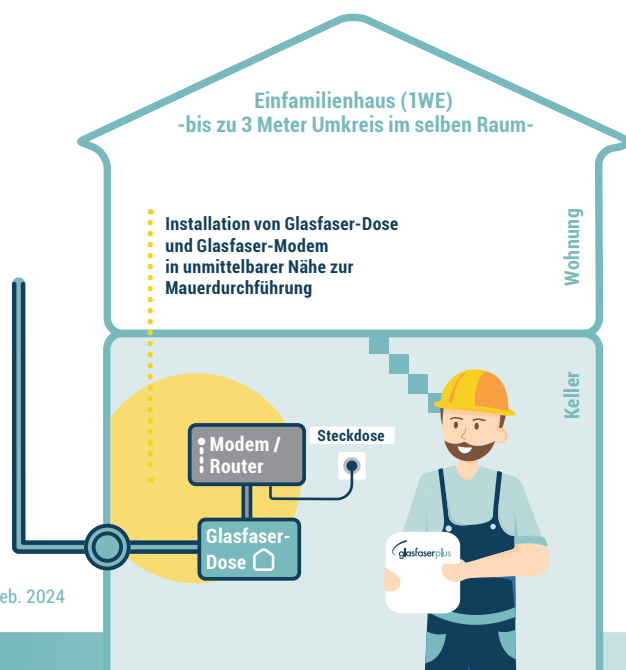 Einfamilienhaus (1WE)
-bis zu 3 Meter Umkreis im selben Raum-
Installation von Glasfaser-Dose
und Glasfaser-Modem
in unmittelbarer Nähe zur
Mauerdurchführung
Wohnung
Keller
Steckdose
Modem /
Router
Glasfaser-
Dose
glasfaserplus
eb. 2024